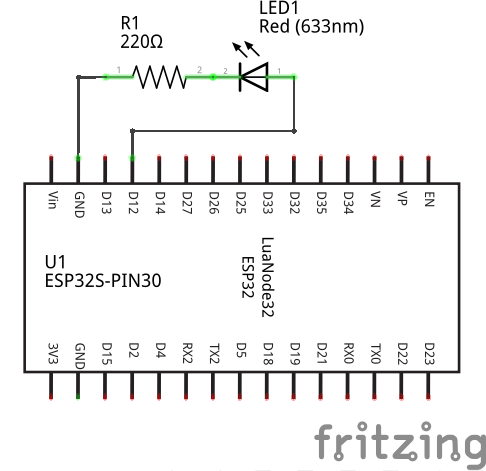 LED1
Red (633nm)
R1
220Ω
1
2
2
1
Vin
GND
D13
D12
D14
D27
D26
D25
D33
D32
D35
D34
VN
VP
EN
U1
ESP32S-PIN30
LuaNode32
ESP32
3V3
GND
D15
D2
D4
RX2
TX2
D5
D18
D19
D21
RX0
TX0
D22
D23
fritzing